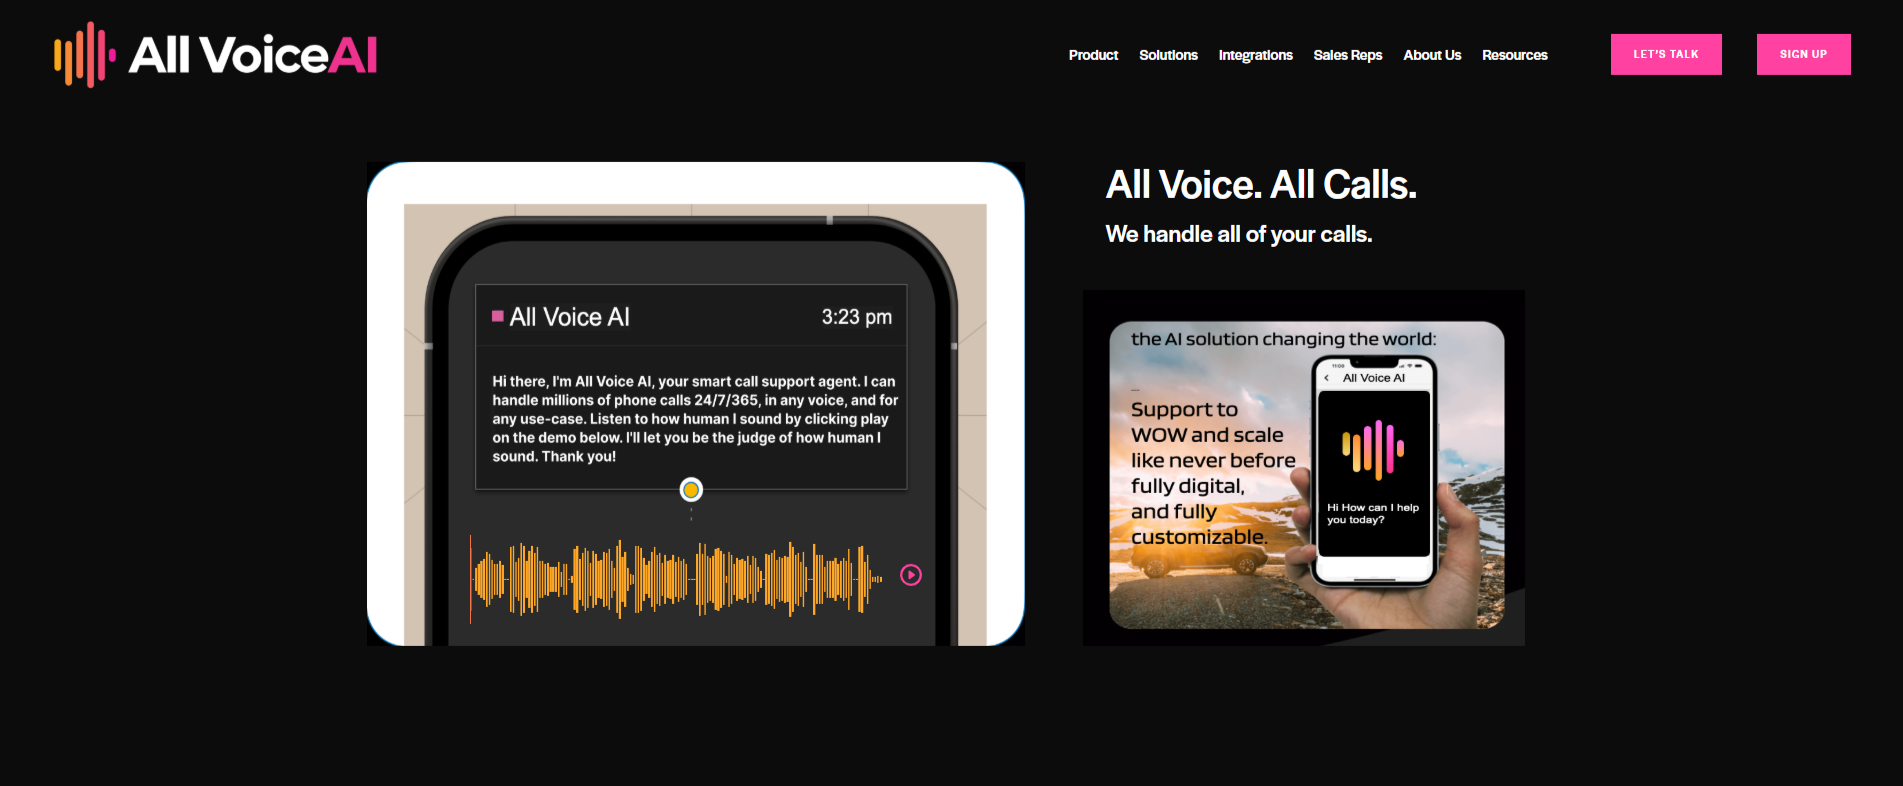 All VoiceAI
Product Solutions Integrations Sales Reps About Us Resources
LET'S TALK
SIGN UP
All Voice AI
3:23 pm
Hi there, I'm All Voice AI, your smart call support agent. I can
handle millions of phone calls 24/7/365, in any voice, and for
any use-case. Listen to how human I sound by clicking play
on the demo below. I'll let you be the judge of how human I
sound. Thank you!
All Voice. All Calls.
We handle all of your calls.
the AI solution changing the world:
Support to
WOW and scale
like never before
fully digital,
and fully
customizable.
11:09
All Voice AI
Hi How can I help
you today?